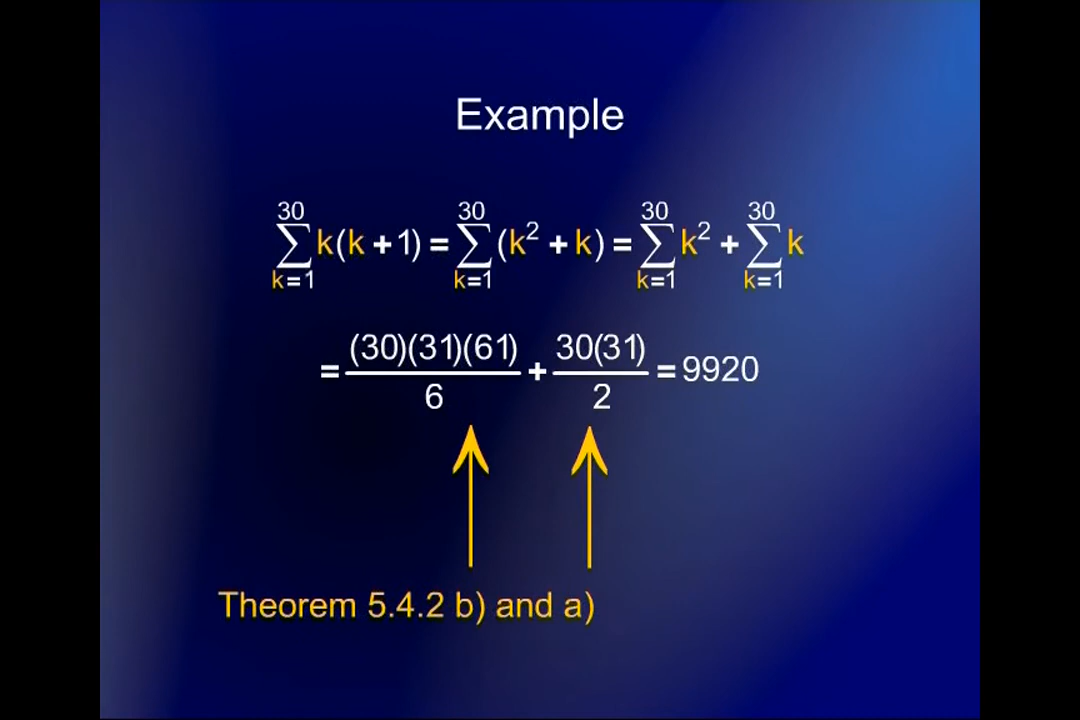 Example
∑_{k=1}^{30} k(k + 1) = ∑_{k=1}^{30} (k² + k) = ∑_{k=1}^{30} k² + ∑_{k=1}^{30} k
= (30)(31)(61)/6 + 30(31)/2 = 9920
Theorem 5.4.2 b) and a)